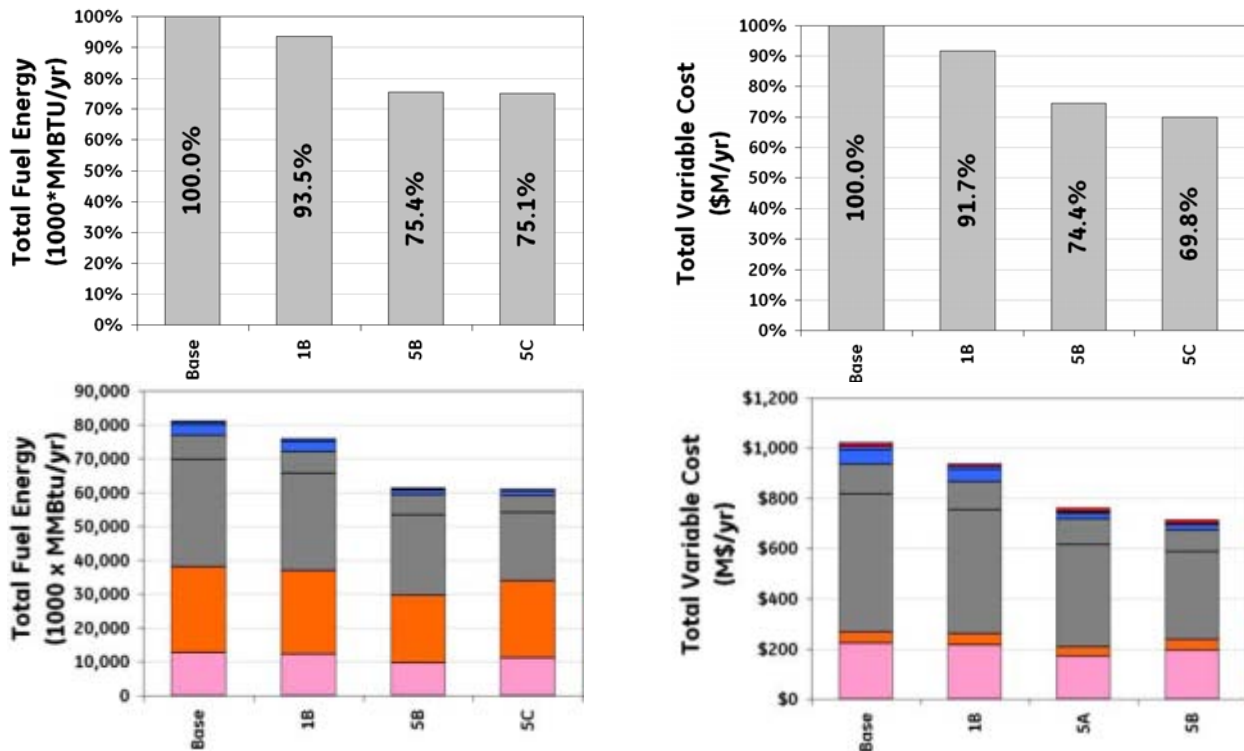 Total Fuel Energy
(1000*MMBTU/yr)
100%
90%
80%
70%
60%
50%
40%
30%
20%
10%
0%
100.0%
93.5%
75.4%
75.1%
Base
1B
5B
5C
Total Variable Cost
($M/yr)
100%
90%
80%
70%
60%
50%
40%
30%
20%
10%
0%
100.0%
91.7%
74.4%
69.8%
Base
1B
5B
5C
Total Fuel Energy
(1000 x MMBtu/yr)
90,000
80,000
70,000
60,000
50,000
40,000
30,000
20,000
10,000
0
Base
1B
5B
5C
Total Variable Cost
(M$/yr)
$1,200
$1,000
$800
$600
$400
$200
$0
Base
1B
5A
5B